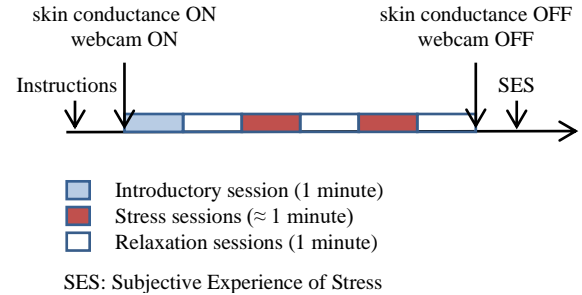 skin conductance ON
webcam ON
skin conductance OFF
webcam OFF
Instructions
SES
Introductory session (1 minute)
Stress sessions (≈ 1 minute)
Relaxation sessions (1 minute)
SES: Subjective Experience of Stress